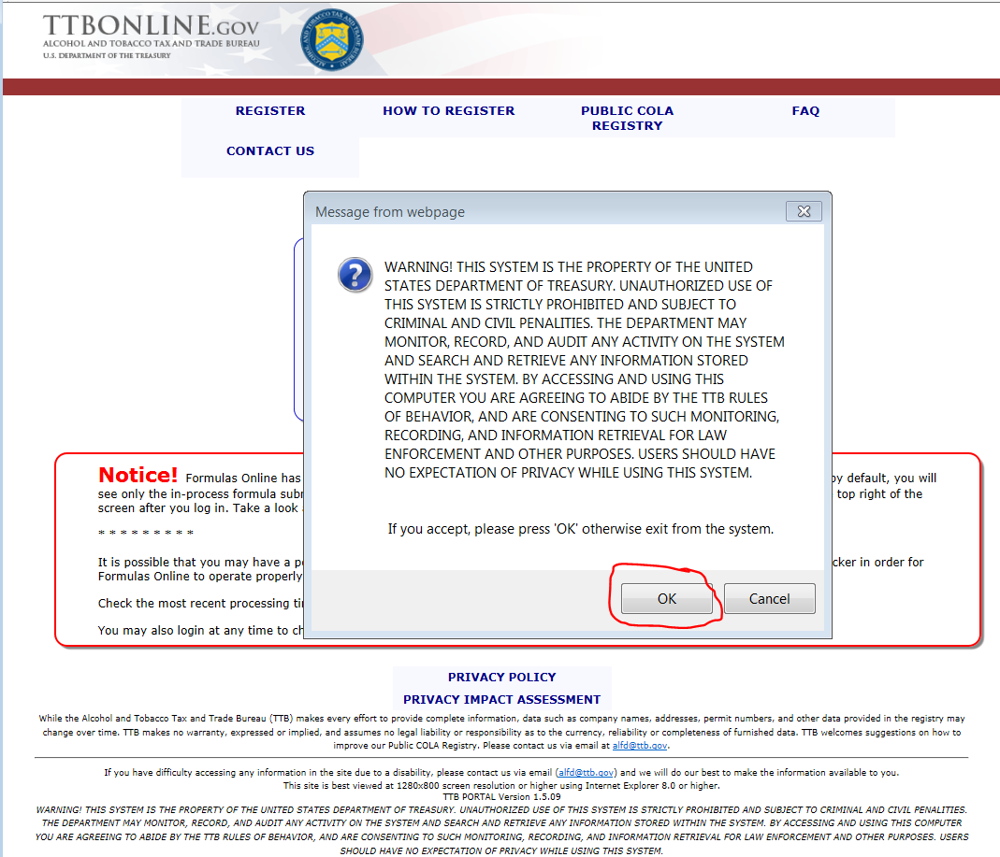 TTBONLINE.GOV
ALCOHOL AND TOBACCO TAX AND TRADE BUREAU
U.S. DEPARTMENT OF THE TREASURY
ALCOHOL AND TOBACCO TAX AND TRADE BUREAU
REGISTER
HOW TO REGISTER
PUBLIC COLA
REGISTRY
FAQ
CONTACT US
Message from webpage
WARNING! THIS SYSTEM IS THE PROPERTY OF THE UNITED
STATES DEPARTMENT OF TREASURY. UNAUTHORIZED USE OF
THIS SYSTEM IS STRICTLY PROHIBITED AND SUBJECT TO
CRIMINAL AND CIVIL PENALITIES. THE DEPARTMENT MAY
MONITOR, RECORD, AND AUDIT ANY ACTIVITY ON THE SYSTEM
AND SEARCH AND RETRIEVE ANY INFORMATION STORED
WITHIN THE SYSTEM. BY ACCESSING AND USING THIS
COMPUTER YOU ARE AGREEING TO ABIDE BY THE TTB RULES
OF BEHAVIOR, AND ARE CONSENTING TO SUCH MONITORING,
RECORDING, AND INFORMATION RETRIEVAL FOR LAW
ENFORCEMENT AND OTHER PURPOSES. USERS SHOULD HAVE
NO EXPECTATION OF PRIVACY WHILE USING THIS SYSTEM.
If you accept, please press 'OK' otherwise exit from the system.
OK
Cancel
Notice! Formulas Online has by default, you will
see only the in-process formula top right of the
screen after you log in. Take a look
* * * * * * * * *
It is possible that you may have a in order for
Formulas Online to operate properly
Check the most recent processing
You may also login at any time to
PRIVACY POLICY
PRIVACY IMPACT ASSESSMENT
While the Alcohol and Tobacco Tax and Trade Bureau (TTB) makes every effort to provide complete information, data such as company names, addresses, permit numbers, and other data provided in the registry may
change over time. TTB makes no warranty, expressed or implied, and assumes no legal liability or responsibility as to the currency, reliability or completeness of furnished data. TTB welcomes suggestions on how to
improve our Public COLA Registry. Please contact us via email at alfd@ttb.gov.
If you have difficulty accessing any information in the site due to a disability, please contact us via email (alfd@ttb.gov) and we will do our best to make the information available to you.
This site is best viewed at 1280x800 screen resolution or higher using Internet Explorer 8.0 or higher.
TTB PORTAL Version 1.5.09
WARNING! THIS SYSTEM IS THE PROPERTY OF THE UNITED STATES DEPARTMENT OF TREASURY. UNAUTHORIZED USE OF THIS SYSTEM IS STRICTLY PROHIBITED AND SUBJECT TO CRIMINAL AND CIVIL PENALITIES.
THE DEPARTMENT MAY MONITOR, RECORD, AND AUDIT ANY ACTIVITY ON THE SYSTEM AND SEARCH AND RETRIEVE ANY INFORMATION STORED WITHIN THE SYSTEM. BY ACCESSING AND USING THIS COMPUTER
YOU ARE AGREEING TO ABIDE BY THE TTB RULES OF BEHAVIOR, AND ARE CONSENTING TO SUCH MONITORING, RECORDING, AND INFORMATION RETRIEVAL FOR LAW ENFORCEMENT AND OTHER PURPOSES. USERS
SHOULD HAVE NO EXPECTATION OF PRIVACY WHILE USING THIS SYSTEM.